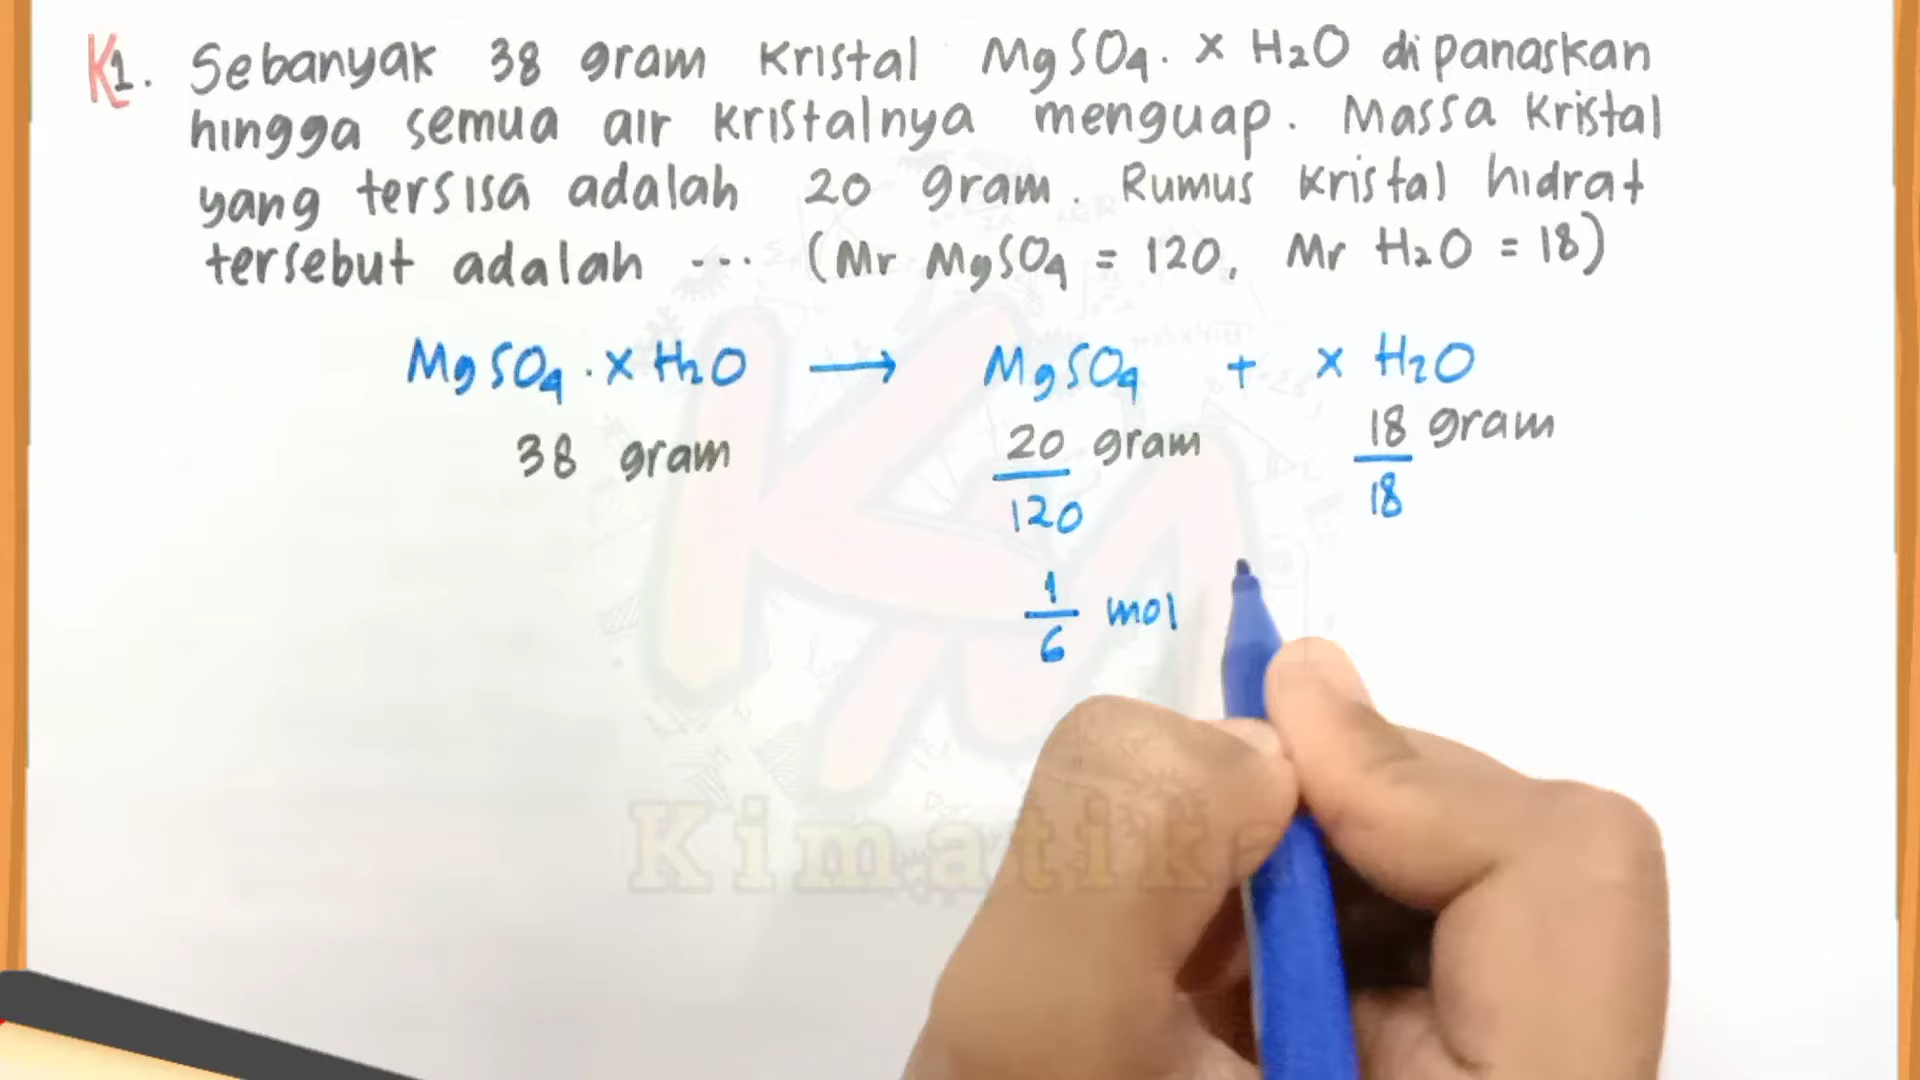 K1. Sebanyak 38 gram Kristal MgSO4 . x H2O dipanaskan
hingga semua air kristalnya menguap. Massa Kristal
yang tersisa adalah 20 gram. Rumus Kristal hidrat
tersebut adalah ... (Mr MgSO4 = 120, Mr H2O = 18)
MgSO4 . x H2O → MgSO4 + x H2O
38 gram 20 gram 18 gram
120 18
1
6 mol
KM
Kimatika